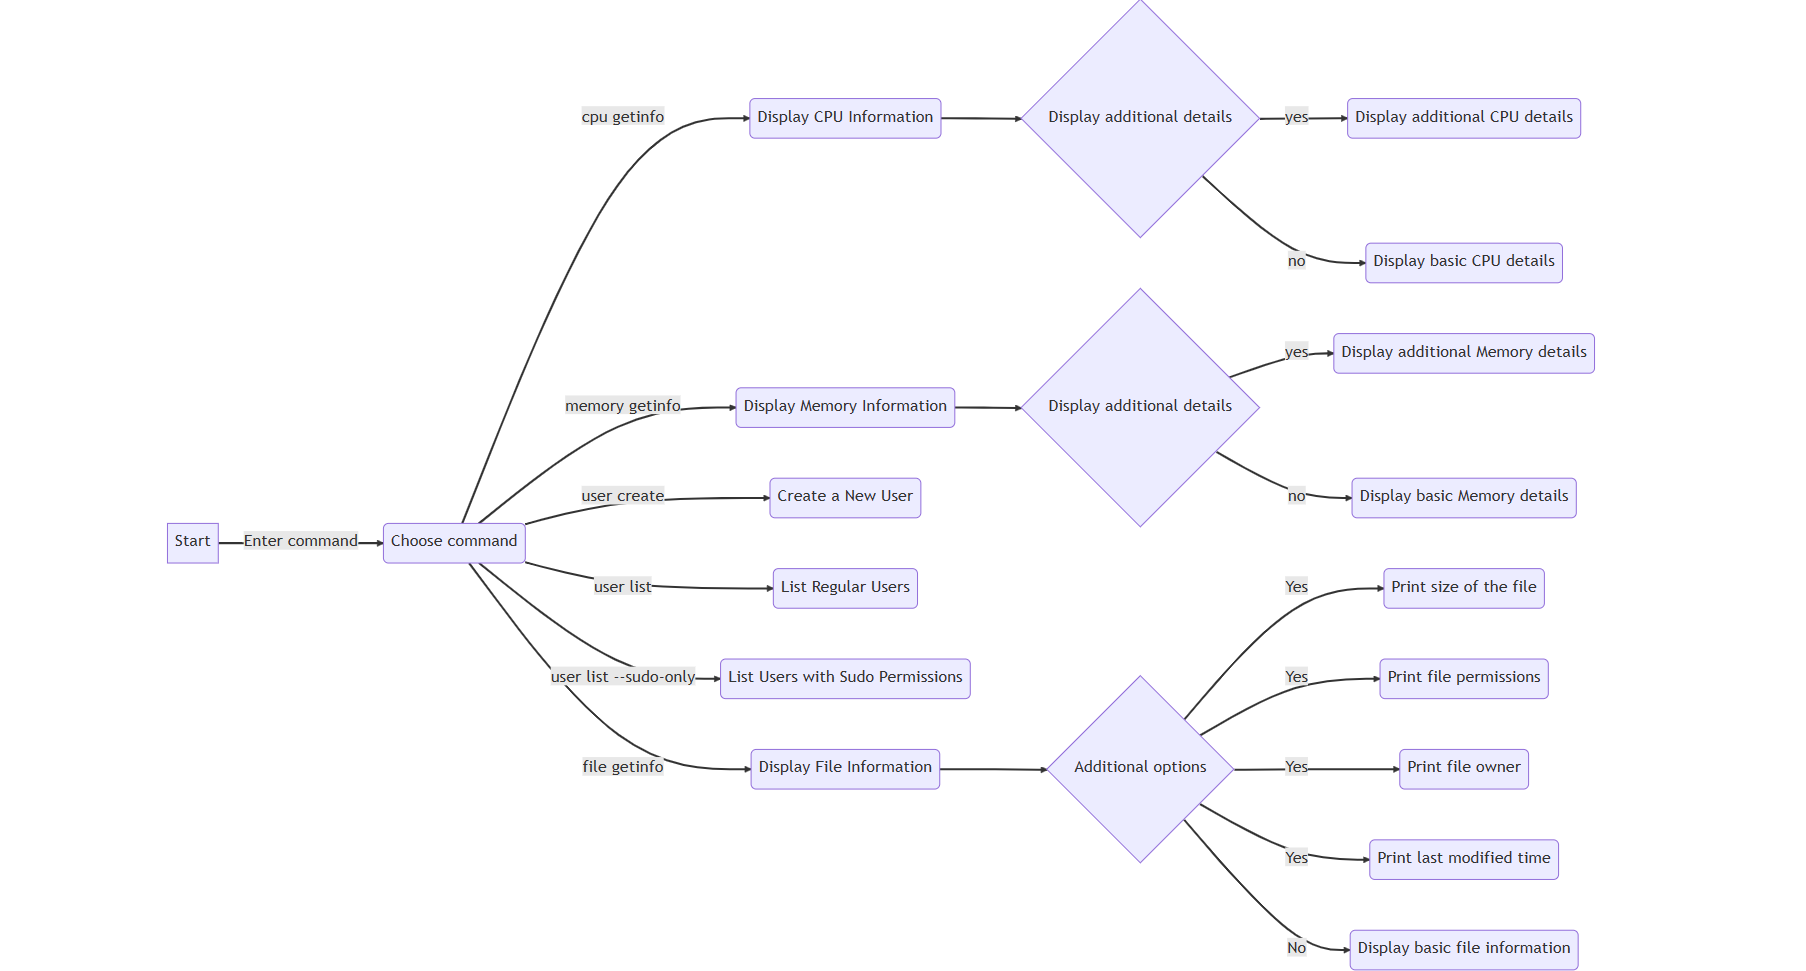 Start
Enter command
Choose command
cpu getinfo
Display CPU Information
Display additional details
yes
Display additional CPU details
no
Display basic CPU details
memory getinfo
Display Memory Information
Display additional details
yes
Display additional Memory details
no
Display basic Memory details
user create
Create a New User
user list
List Regular Users
user list --sudo-only
List Users with Sudo Permissions
file getinfo
Display File Information
Additional options
Yes
Print size of the file
Yes
Print file permissions
Yes
Print file owner
Yes
Print last modified time
No
Display basic file information